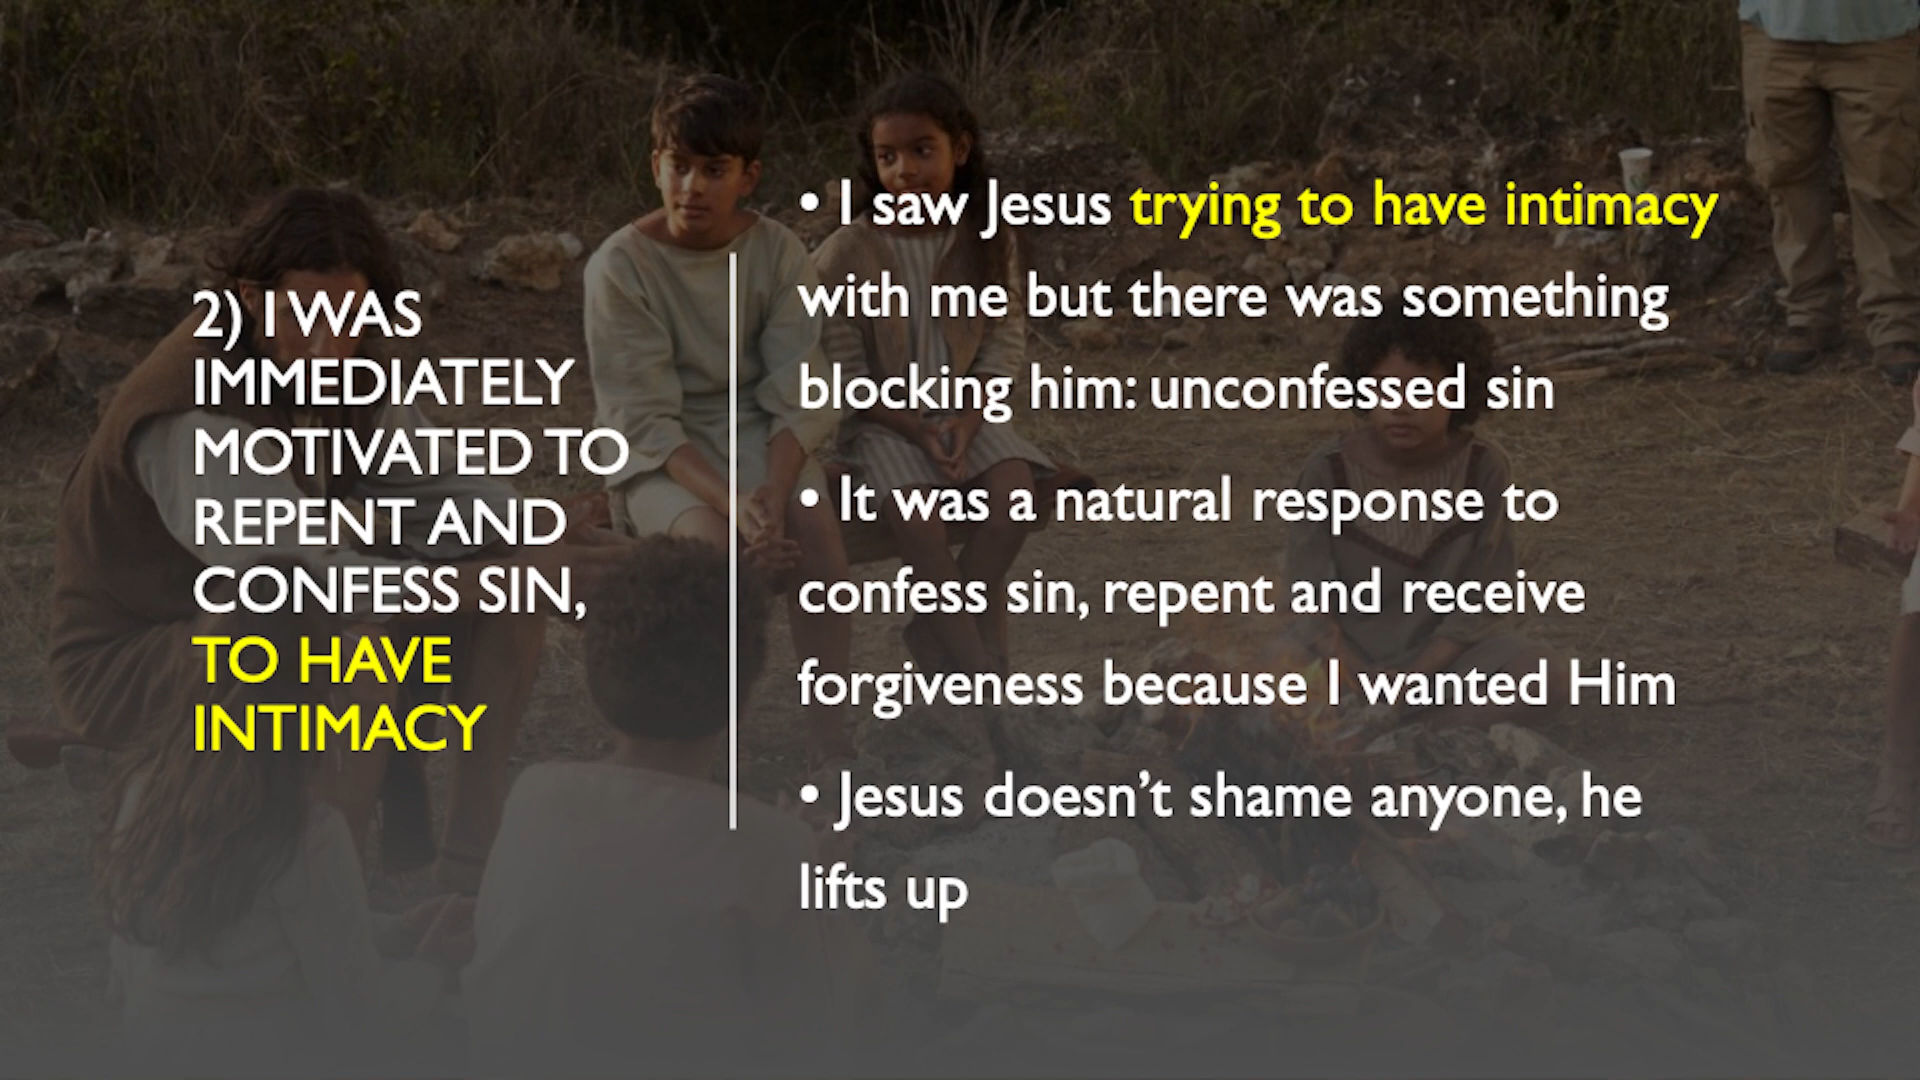 2) I WAS
IMMEDIATELY
MOTIVATED TO
REPENT AND
CONFESS SIN,
TO HAVE
INTIMACY
• I saw Jesus trying to have intimacy
with me but there was something
blocking him: unconfessed sin
• It was a natural response to
confess sin, repent and receive
forgiveness because I wanted Him
• Jesus doesn’t shame anyone, he
lifts up